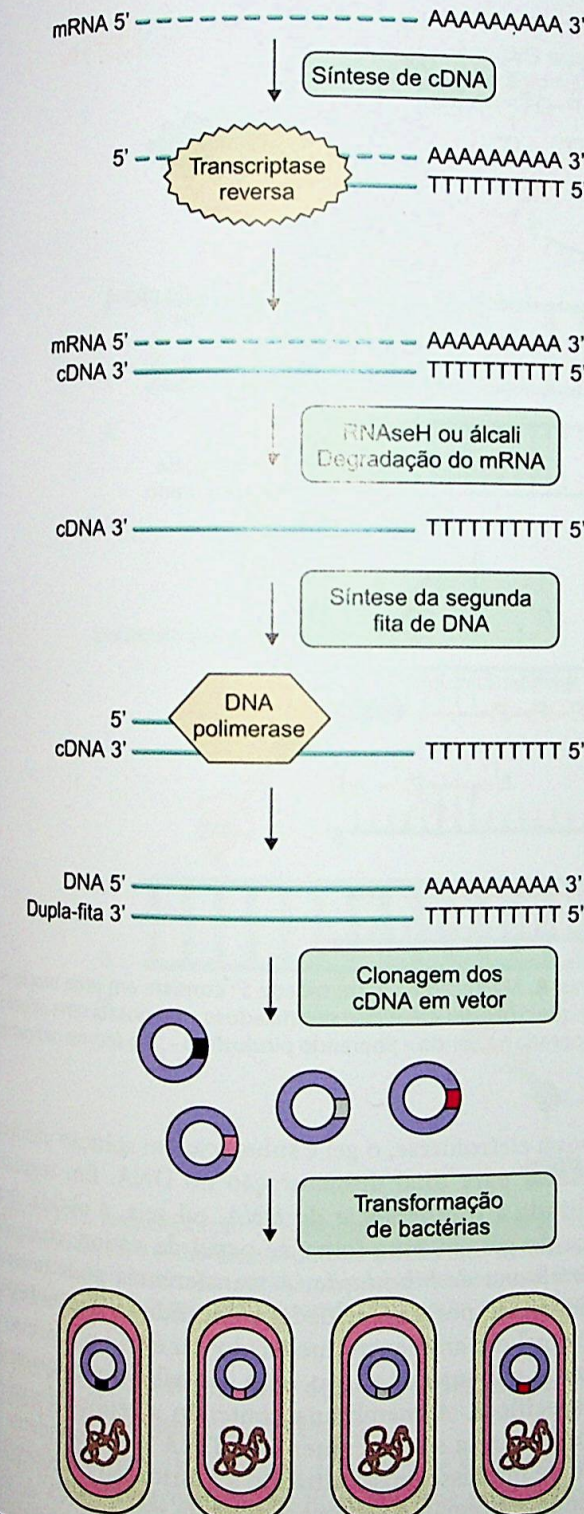 mRNA 5' AAAAAAAAA 3'
Síntese de cDNA
5' AAAAAAAAA 3'
Transcriptase
reversa
TTTTTTTTTT 5'
mRNA 5' AAAAAAAAA 3'
cDNA 3' TTTTTTTTTT 5'
RNAseH ou álcali
Degradação do mRNA
cDNA 3' TTTTTTTTTT 5'
Síntese da segunda
fita de DNA
DNA
polimerase
5'
cDNA 3' TTTTTTTTTT 5'
DNA 5' AAAAAAAAA 3'
Dupla-fita 3' TTTTTTTTTT 5'
Clonagem dos
cDNA em vetor
Transformação
de bactérias